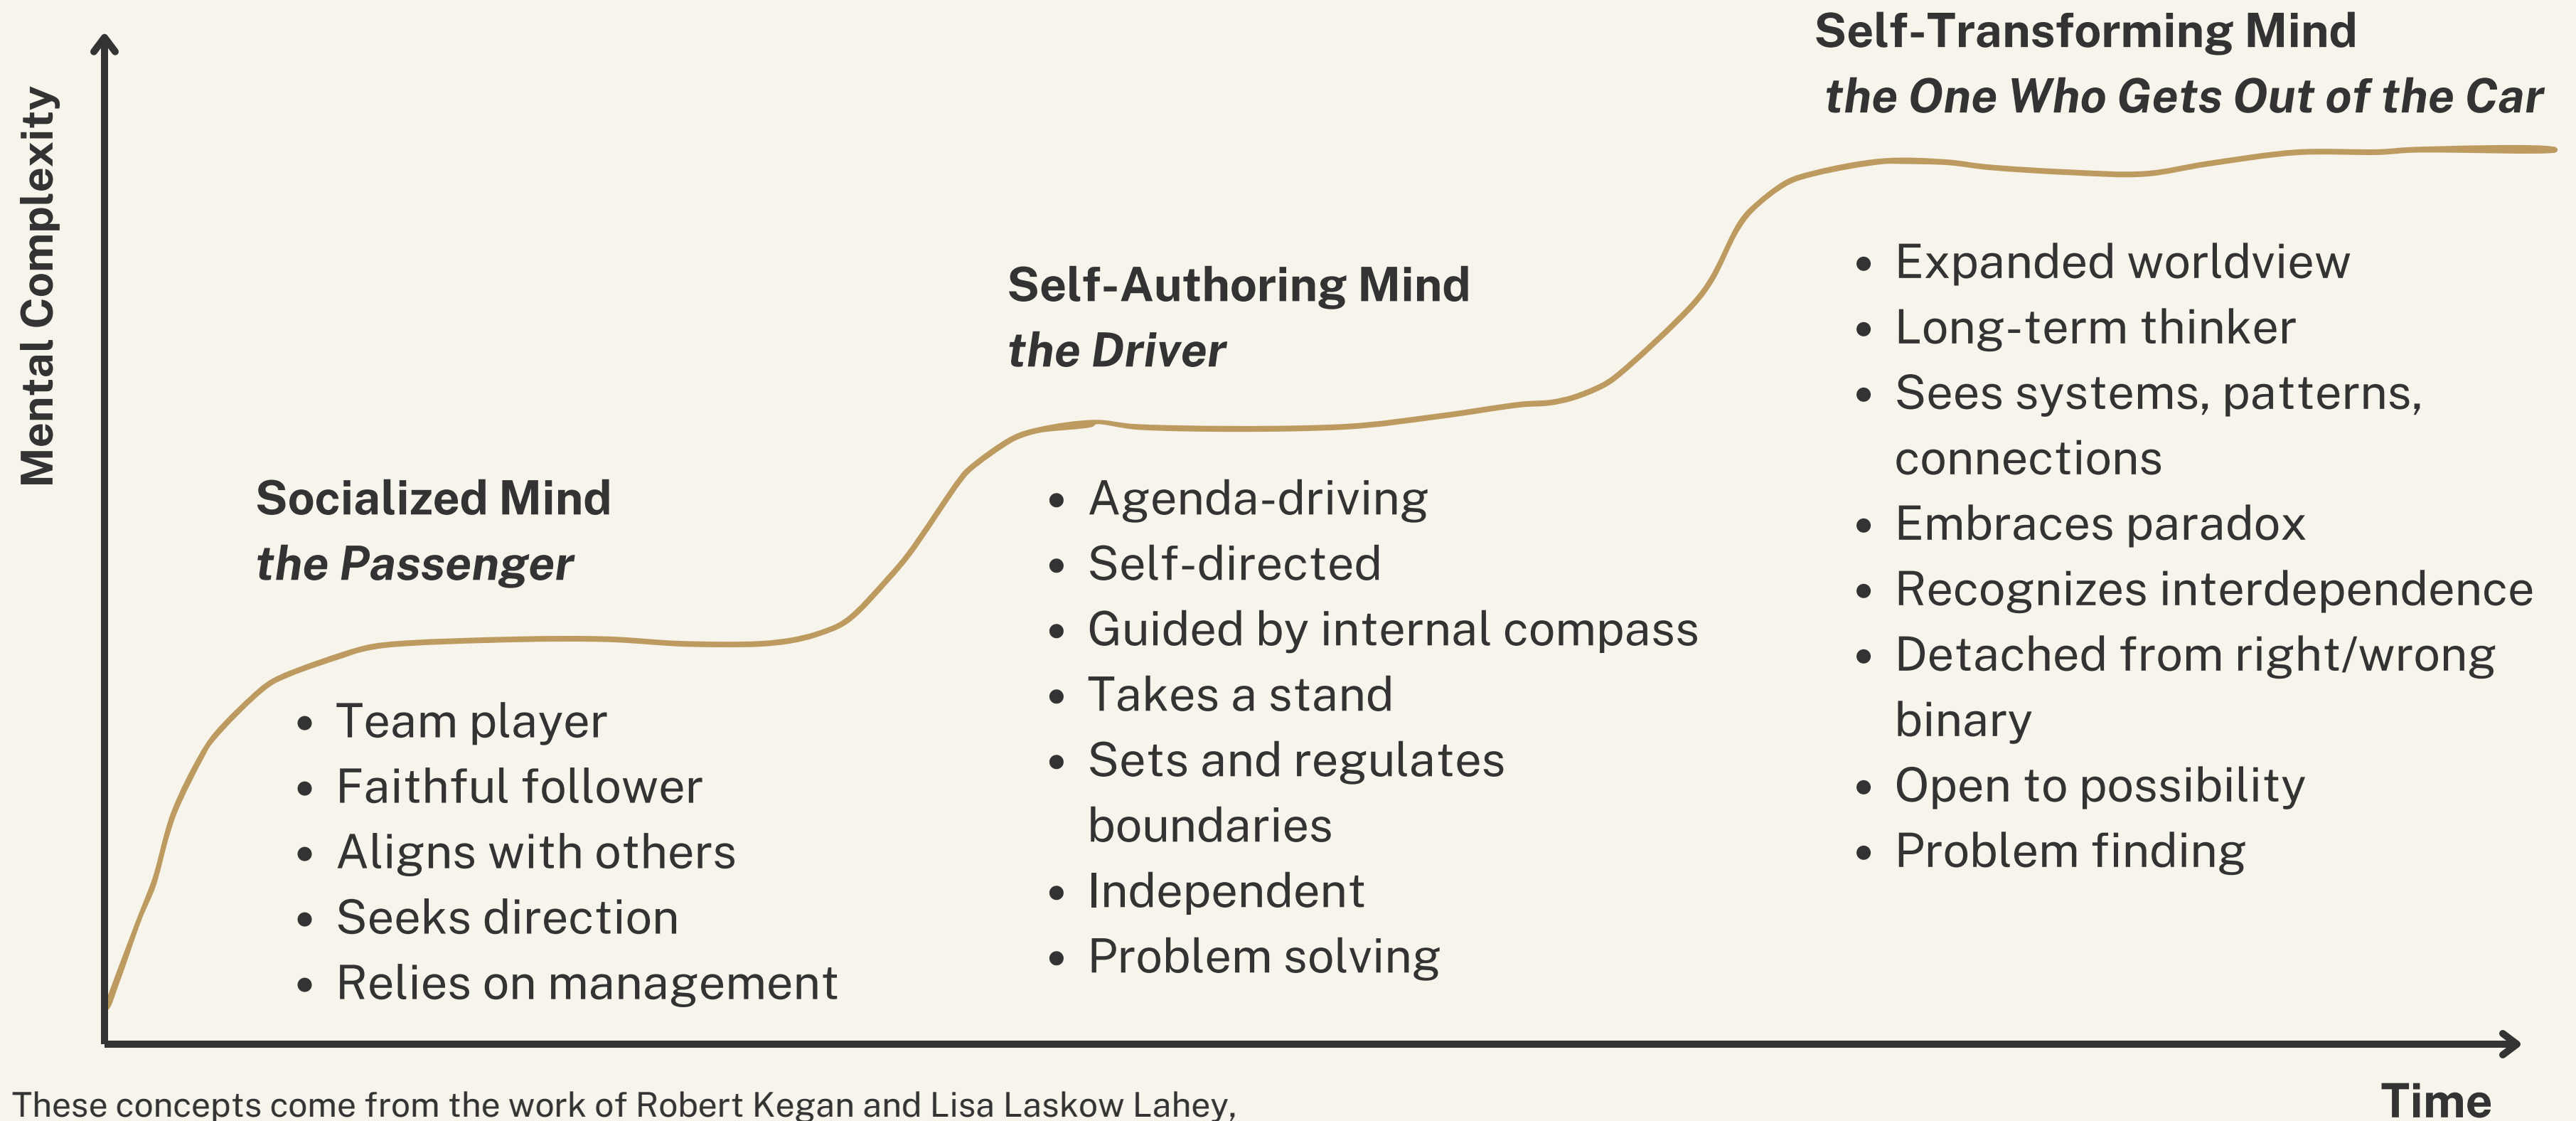 Self-Transforming Mind
the One Who Gets Out of the Car
Mental Complexity
Self-Authoring Mind
the Driver
Socialized Mind
the Passenger
• Team player
• Faithful follower
• Aligns with others
• Seeks direction
• Relies on management
• Agenda-driving
• Self-directed
• Guided by internal compass
• Takes a stand
• Sets and regulates
boundaries
• Independent
• Problem solving
• Expanded worldview
• Long-term thinker
• Sees systems, patterns,
connections
• Embraces paradox
• Recognizes interdependence
• Detached from right/wrong
binary
• Open to possibility
• Problem finding
Time
These concepts come from the work of Robert Kegan and Lisa Laskow Lahey,